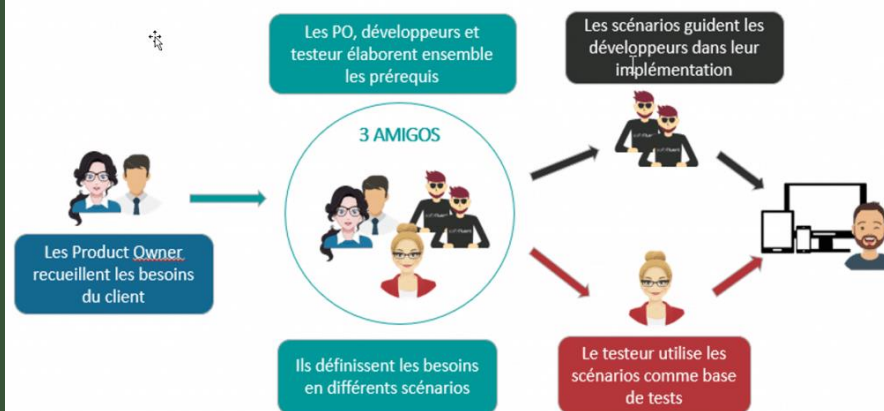 Les PO, développeurs et
testeur élaborent ensemble
les prérequis
Les scénarios guident les
développeurs dans leur
implémentation
3 AMIGOS
Les Product Owner
recueillent les besoins
du client
Ils définissent les besoins
en différents scénarios
Le testeur utilise les
scénarios comme base
de tests